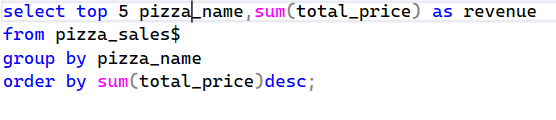 select top 5 pizza_name,sum(total_price) as revenue
from pizza_sales$
group by pizza_name
order by sum(total_price)desc;